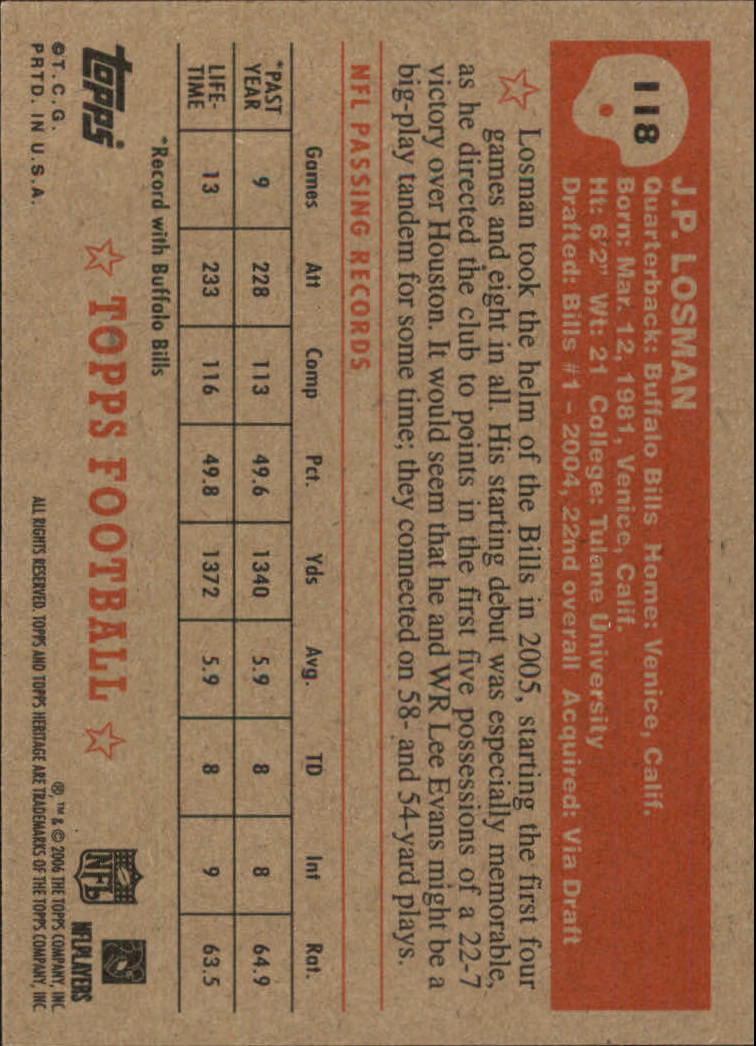 118
J.P. LOSMAN
Quarterback: Buffalo Bills Home: Venice, Calif.
Born: Mar. 12, 1981, Venice, Calif.
Ht: 6'2" Wt: 21 College: Tulane University
Drafted: Bills #1 - 2004, 22nd overall Acquired: Via Draft
Losman took the helm of the Bills in 2005, starting the first four
games and eight in all. His starting debut was especially memorable,
as he directed the club to points in the first five possessions of a 22-7
victory over Houston. It would seem that he and WR Lee Evans might be a
big-play tandem for some time; they connected on 58- and 54-yard plays.
NFL PASSING RECORDS
Games Att Comp Pct. Yds Avg. TD Int Rat.
*PAST YEAR 9 228 113 49.6 1340 5.9 8 8 64.9
LIFE-TIME 13 233 116 49.8 1372 5.9 8 9 63.5
*Record with Buffalo Bills
topps
©T.C.G.
PRTD. IN U.S.A.
TOPPS FOOTBALL
NFL
NFLPLAYERS
®, ™ & © 2006 THE TOPPS COMPANY, INC
ALL RIGHTS RESERVED. TOPPS AND TOPPS HERITAGE ARE TRADEMARKS OF THE TOPPS COMPANY, INC